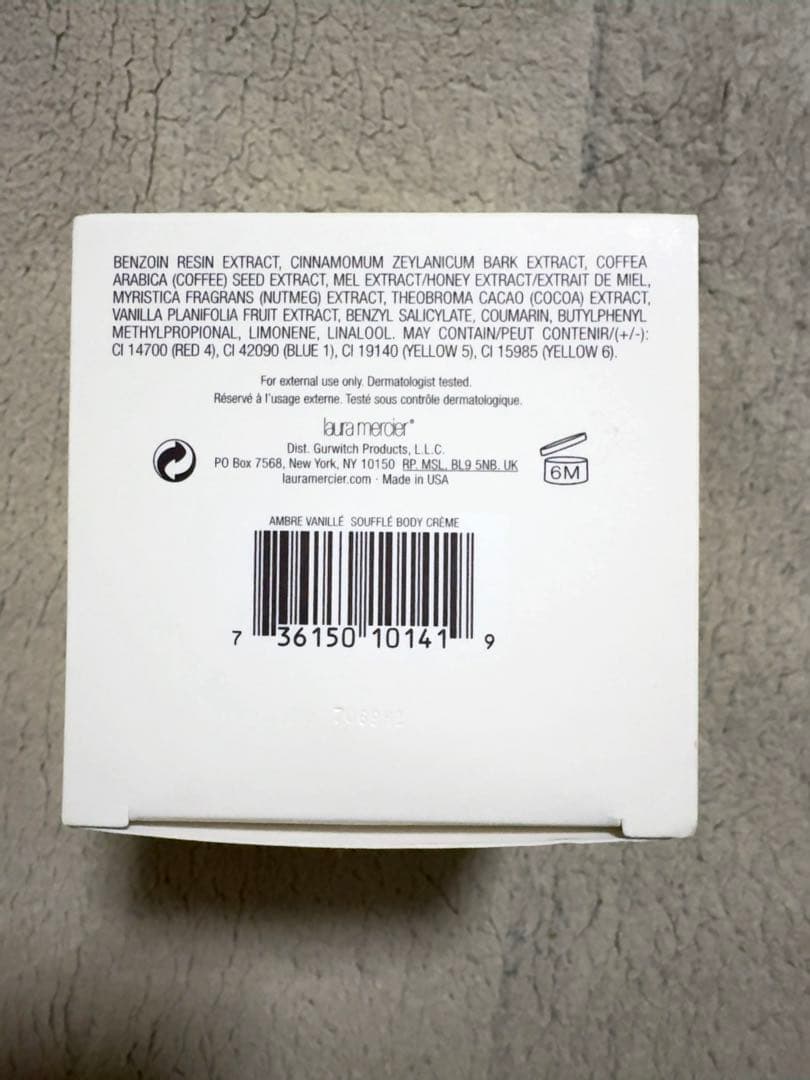 BENZOIN RESIN EXTRACT, CINNAMOMUM ZEYLANICUM BARK EXTRACT, COFFEA
ARABICA (COFFEE) SEED EXTRACT, MEL EXTRACT/HONEY EXTRACT/EXTRAIT DE MIEL,
MYRISTICA FRAGRANS (NUTMEG) EXTRACT, THEOBROMA CACAO (COCOA) EXTRACT,
VANILLA PLANIFOLIA FRUIT EXTRACT, BENZYL SALICYLATE, COUMARIN, BUTYLPHENYL
METHYLPROPIONAL, LIMONENE, LINALOOL. MAY CONTAIN/PEUT CONTENIR/(+/-):
CI 14700 (RED 4), CI 42090 (BLUE 1), CI 19140 (YELLOW 5), CI 15985 (YELLOW 6).
For external use only. Dermatologist tested.
Réservé à l'usage externe. Testé sous contrôle dermatologique.
laura mercier®
Dist. Gurwitch Products, L.L.C.
PO Box 7568, New York, NY 10150 RP. MSL. BL9 5NB. UK
lauramercier.com · Made in USA
6M
AMBRE VANILLÉ SOUFFLÉ BODY CRÈME
7 36150 10141 9